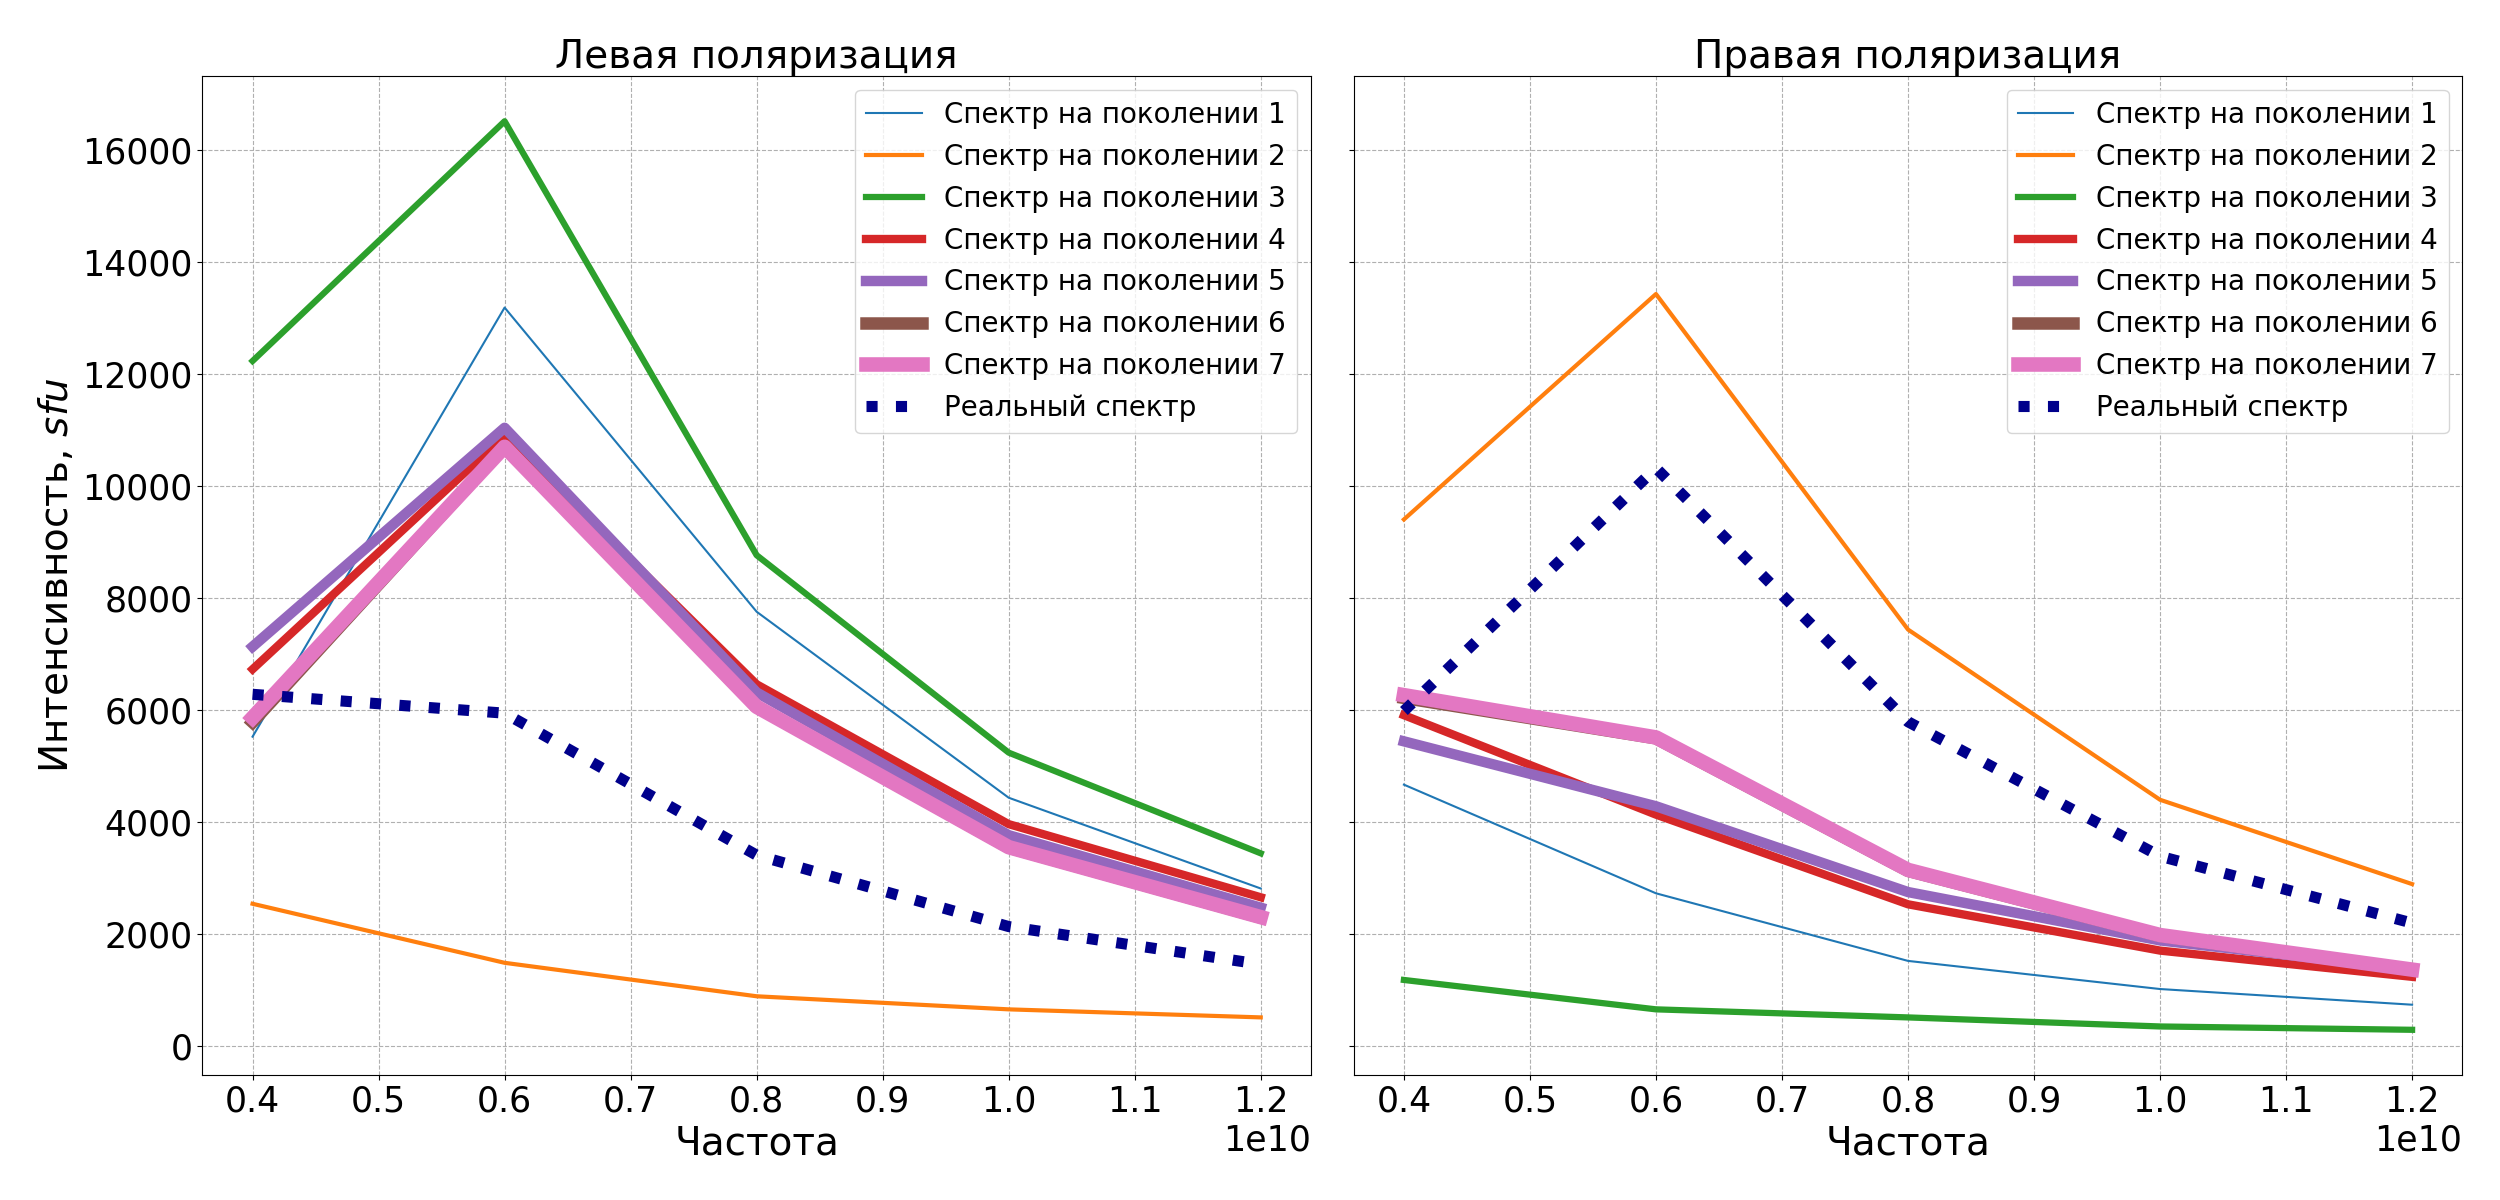 Левая поляризация
Интенсивность, sfu
16000
14000
12000
10000
8000
6000
4000
2000
0
Спектр на поколении 1
Спектр на поколении 2
Спектр на поколении 3
Спектр на поколении 4
Спектр на поколении 5
Спектр на поколении 6
Спектр на поколении 7
Реальный спектр
0.4 0.5 0.6 0.7 0.8 0.9 1.0 1.1 1.2
Частота
1e10
Правая поляризация
Спектр на поколении 1
Спектр на поколении 2
Спектр на поколении 3
Спектр на поколении 4
Спектр на поколении 5
Спектр на поколении 6
Спектр на поколении 7
Реальный спектр
0.4 0.5 0.6 0.7 0.8 0.9 1.0 1.1 1.2
Частота
1e10